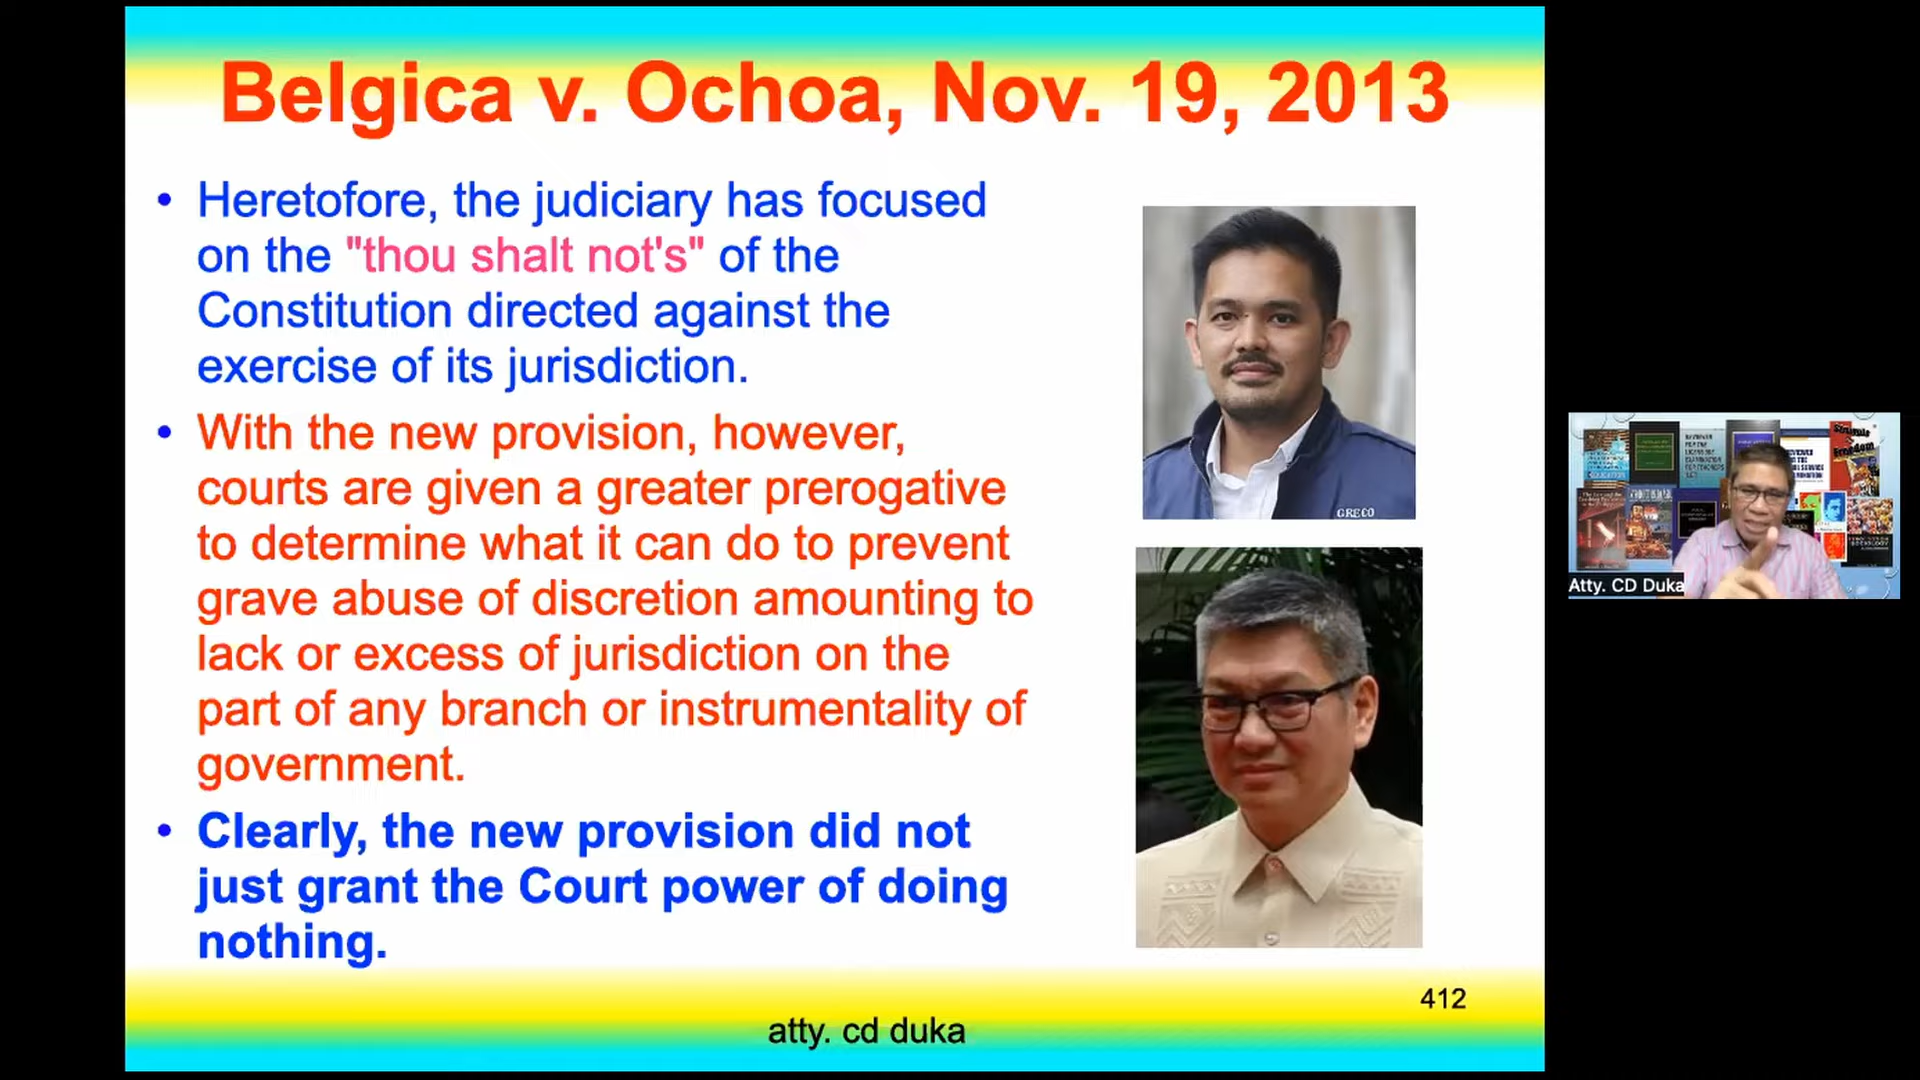 Belgica v. Ochoa, Nov. 19, 2013
• Heretofore, the judiciary has focused
on the "thou shalt not's" of the
Constitution directed against the
exercise of its jurisdiction.
• With the new provision, however,
courts are given a greater prerogative
to determine what it can do to prevent
grave abuse of discretion amounting to
lack or excess of jurisdiction on the
part of any branch or instrumentality of
government.
• Clearly, the new provision did not
just grant the Court power of doing
nothing.
GRECO
412
atty. cd duka
Atty. CD Duka